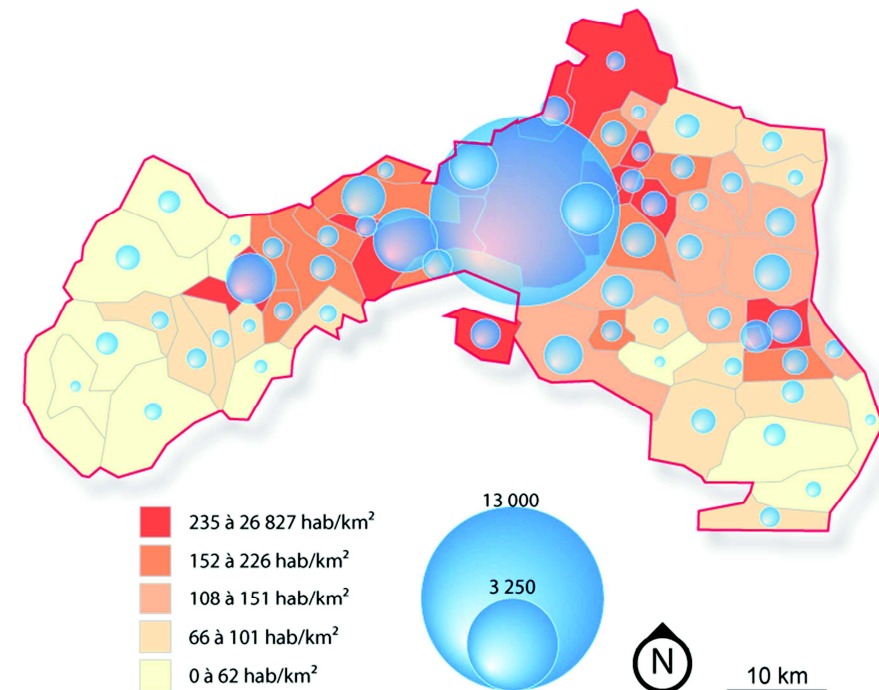 235 à 26 827 hab/km²
152 à 226 hab/km²
108 à 151 hab/km²
66 à 101 hab/km²
0 à 62 hab/km²
13 000
3 250
N
10 km